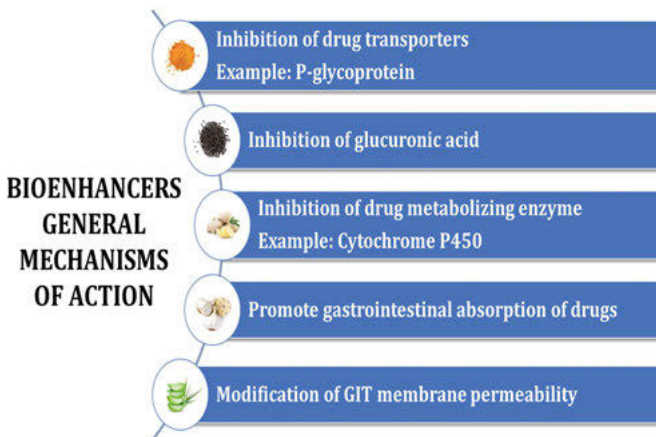 BIOENHANCERS
GENERAL
MECHANISMS
OF ACTION
Inhibition of drug transporters
Example: P-glycoprotein
Inhibition of glucuronic acid
Inhibition of drug metabolizing enzyme
Example: Cytochrome P450
Promote gastrointestinal absorption of drugs
Modification of GIT membrane permeability